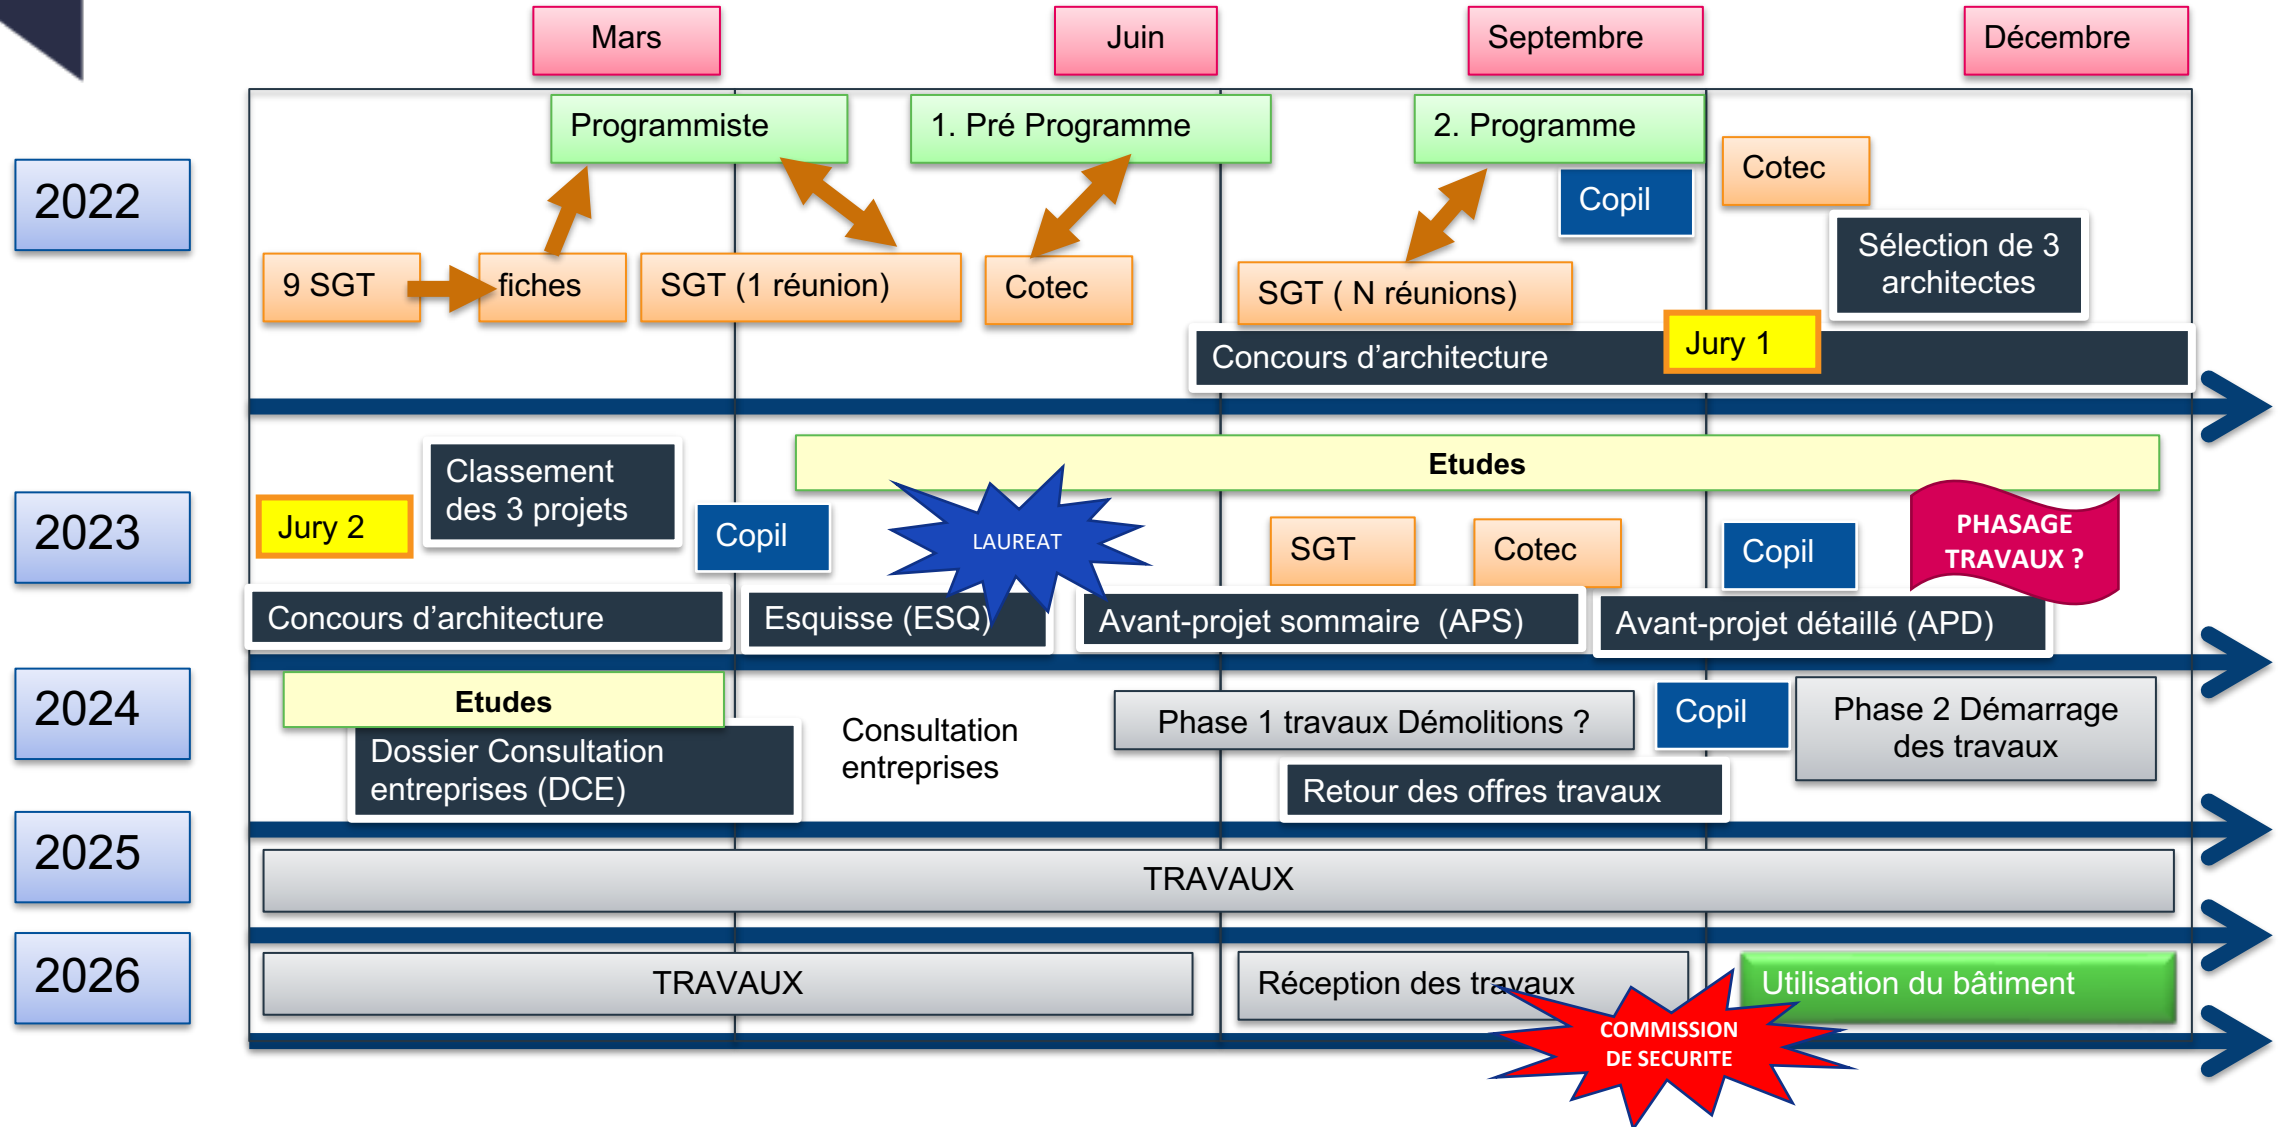 Mars
Juin
Septembre
Décembre
2022
Programmiste
1. Pré Programme
2. Programme
Cotec
Copil
Sélection de 3
architectes
9 SGT
fiches
SGT (1 réunion)
Cotec
SGT ( N réunions)
Jury 1
Concours d’architecture
2023
Etudes
Classement
des 3 projets
Jury 2
Copil
LAUREAT
SGT
Cotec
Copil
PHASAGE
TRAVAUX ?
Concours d’architecture
Esquisse (ESQ)
Avant-projet sommaire (APS)
Avant-projet détaillé (APD)
2024
Etudes
Dossier Consultation
entreprises (DCE)
Consultation
entreprises
Phase 1 travaux Démolitions ?
Copil
Phase 2 Démarrage
des travaux
Retour des offres travaux
2025
TRAVAUX
2026
TRAVAUX
Réception des travaux
Utilisation du bâtiment
COMMISSION
DE SECURITE